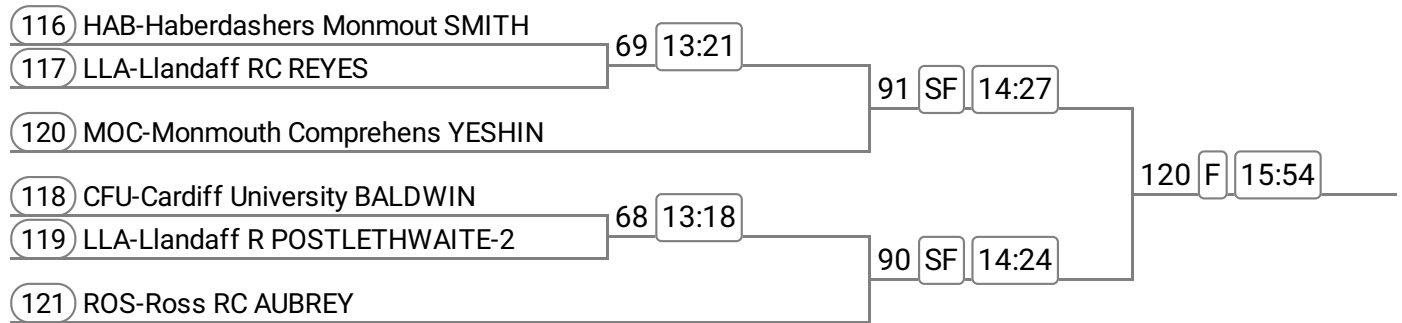 116 HAB-Haberdashers Monmout SMITH
69 13:21
117 LLA-Llandaff RC REYES
91 SF 14:27
120 MOC-Monmouth Comprehens YESHIN
120 F 15:54
118 CFU-Cardiff University BALDWIN
68 13:18
119 LLA-Llandaff R POSTLETHWAITE-2
90 SF 14:24
121 ROS-Ross RC AUBREY